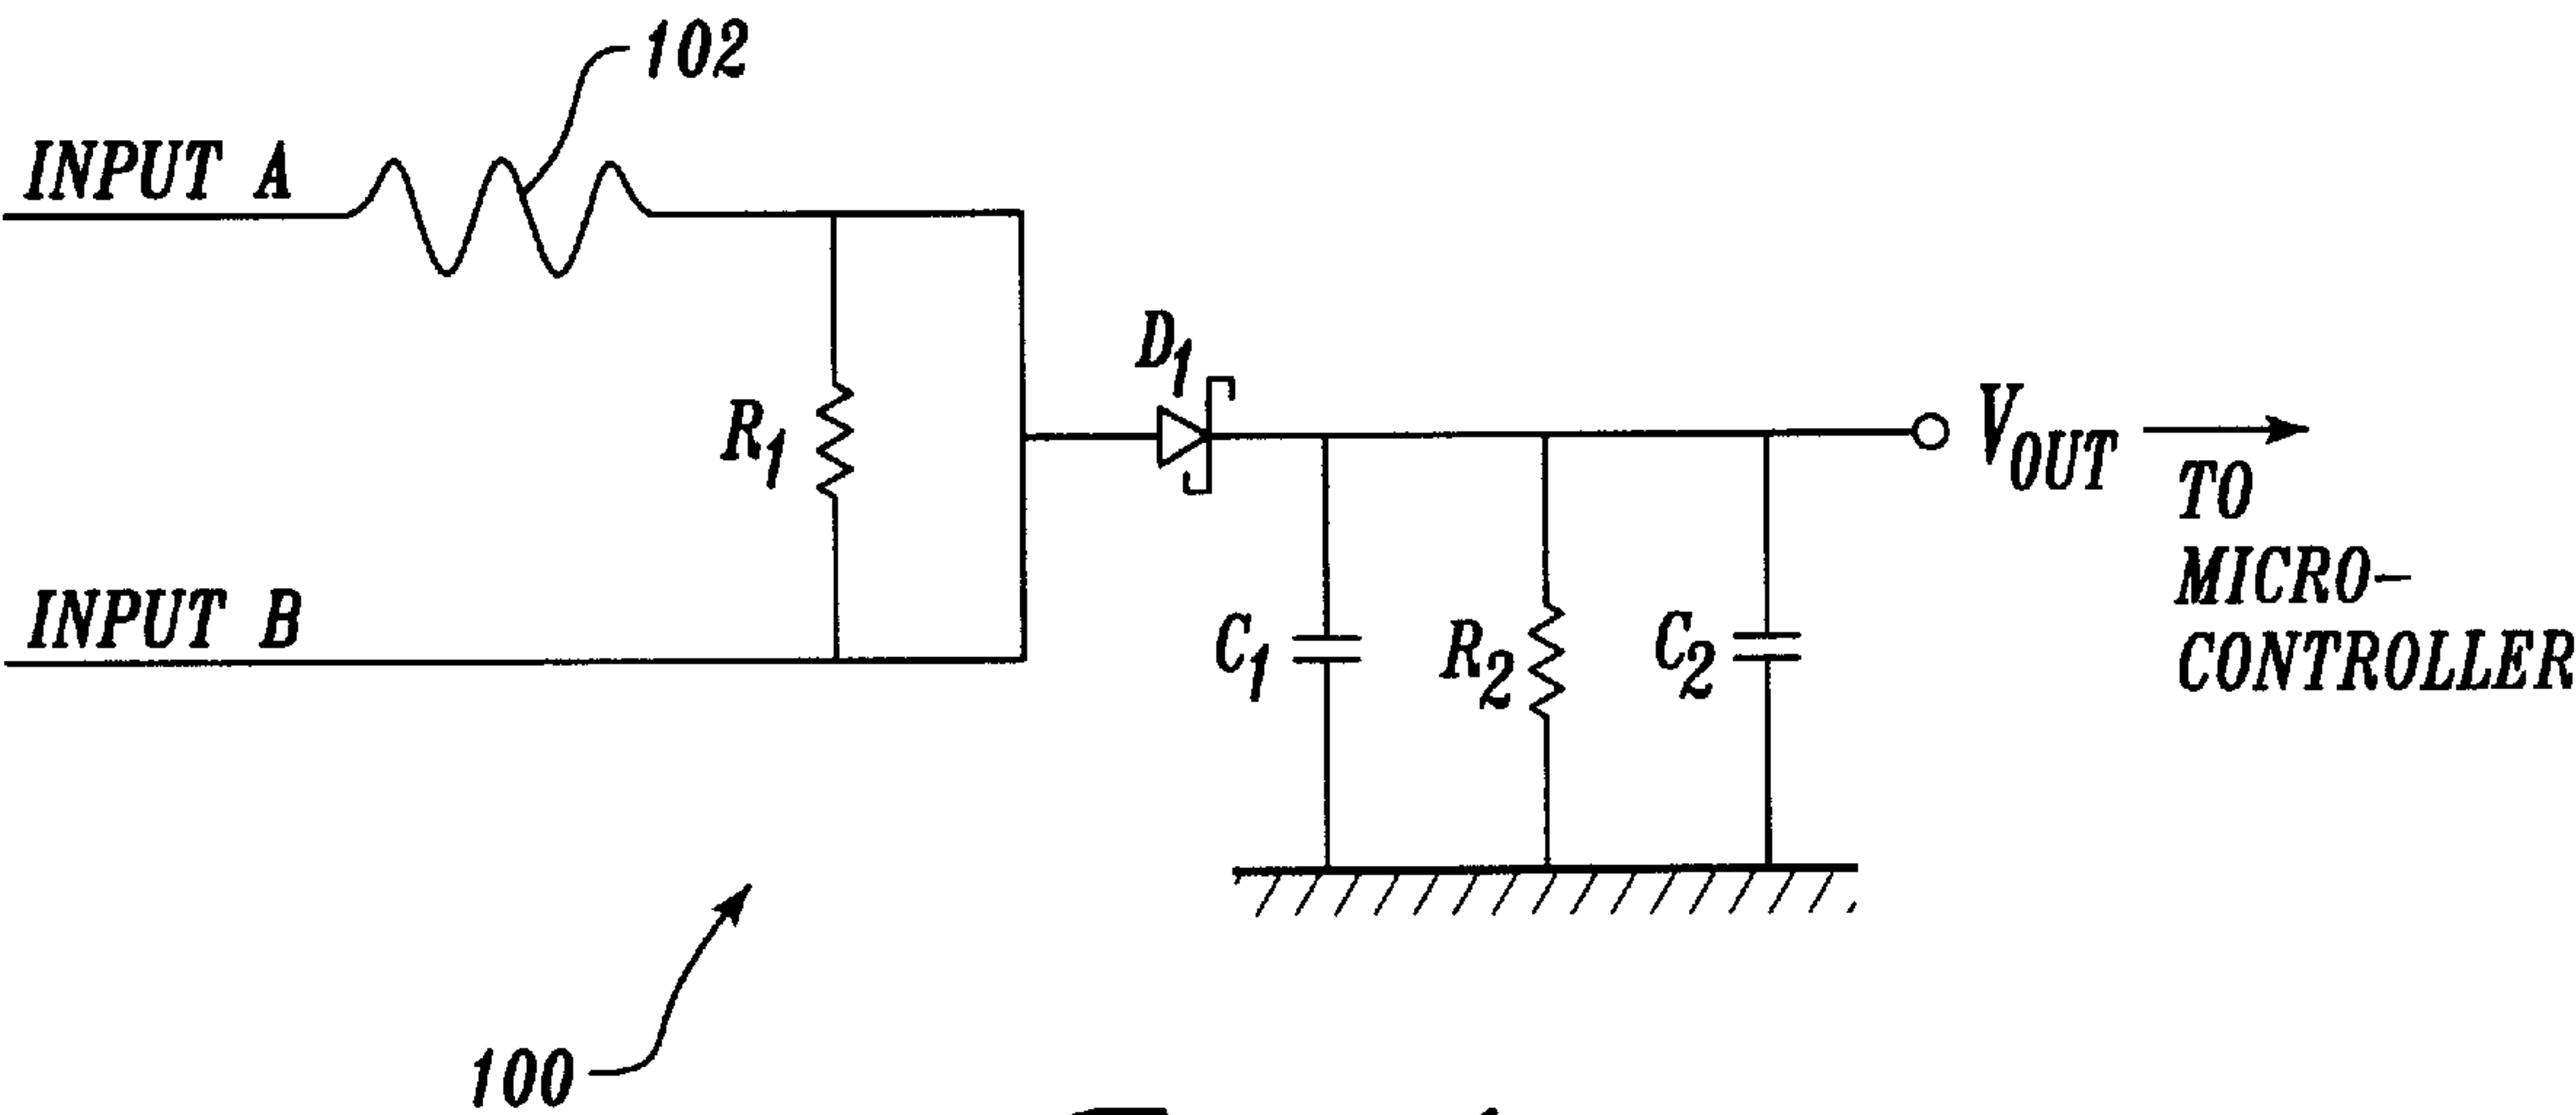 102
INPUT A
D1
R1
VOUT
TO
MICRO-
CONTROLLER
INPUT B
C1
R2
C2
100